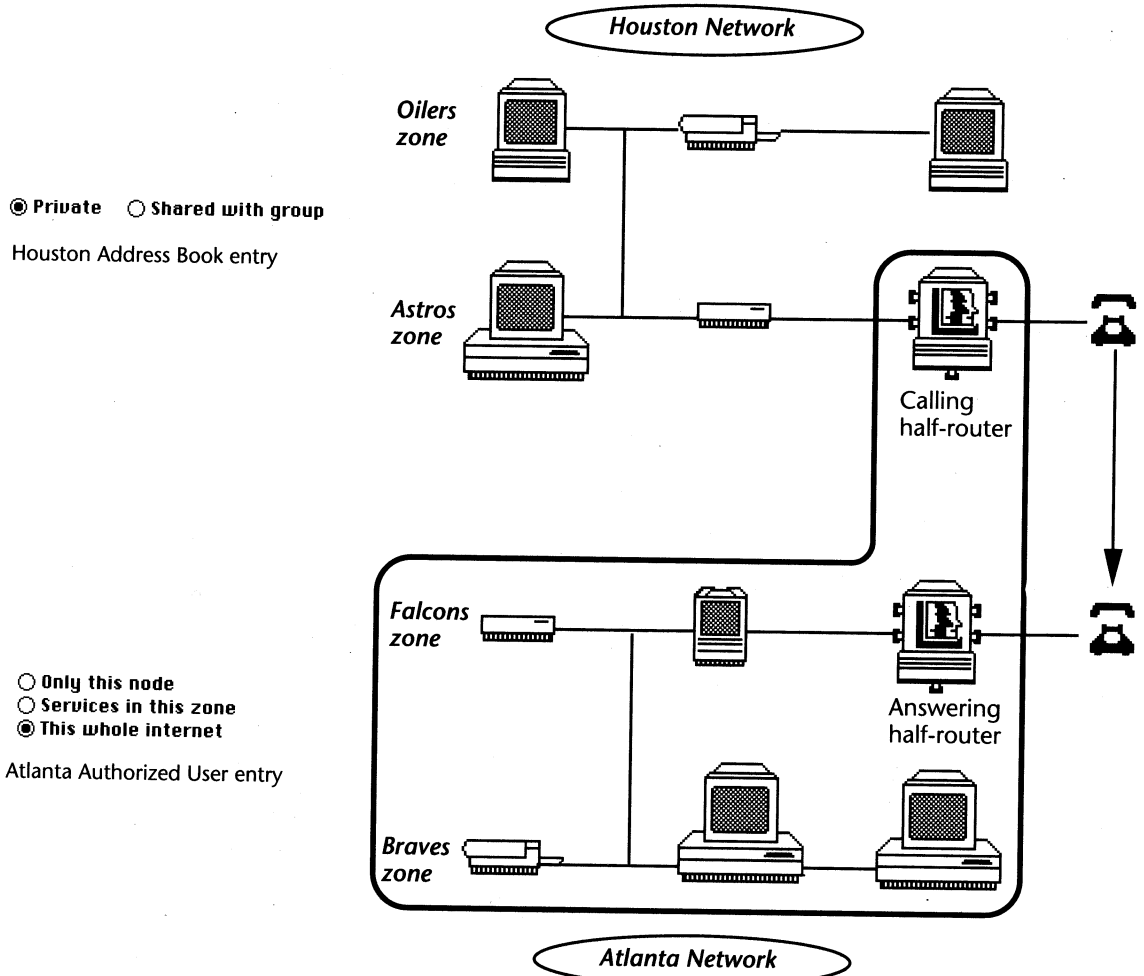 Houston Network
Oilers
zone
Private Shared with group
Houston Address Book entry
Astros
zone
Calling
half-router
Falcons
zone
Only this node
Services in this zone
This whole internet
Atlanta Authorized User entry
Answering
half-router
Braves
zone
Atlanta Network